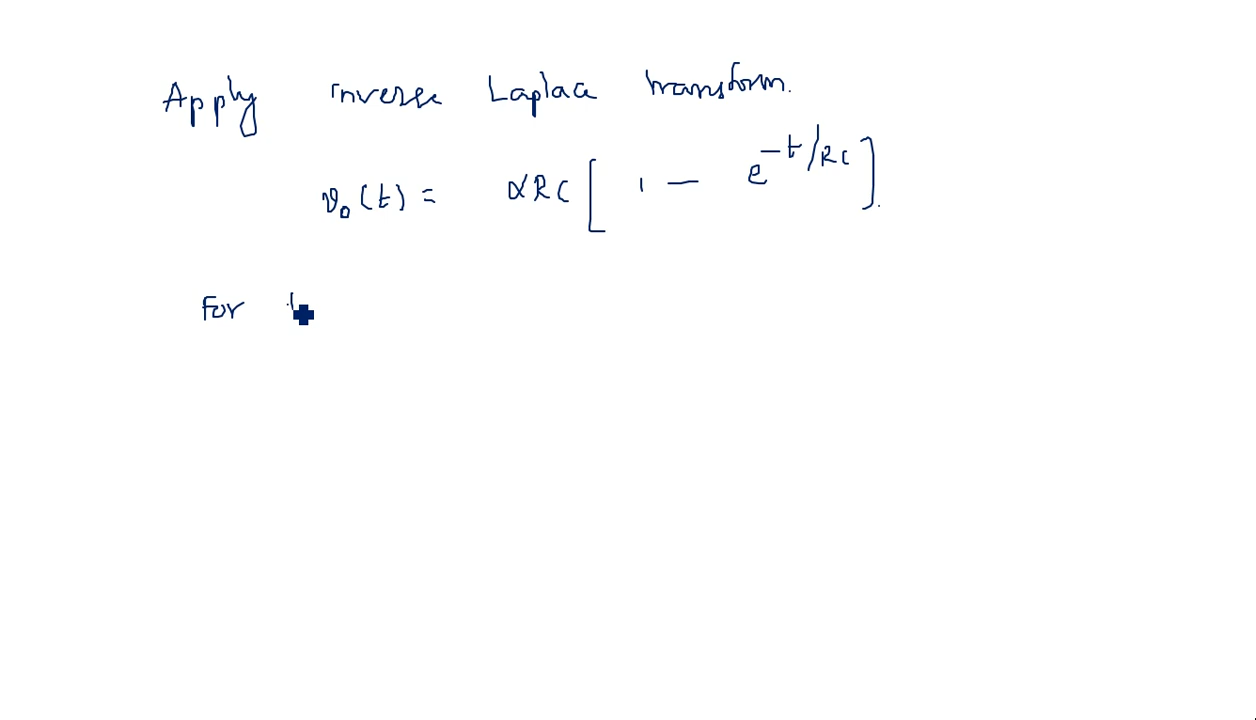 Apply inverse Laplace transform.
v₀(t) = αRC[1 - e^{-t/RC}].
For